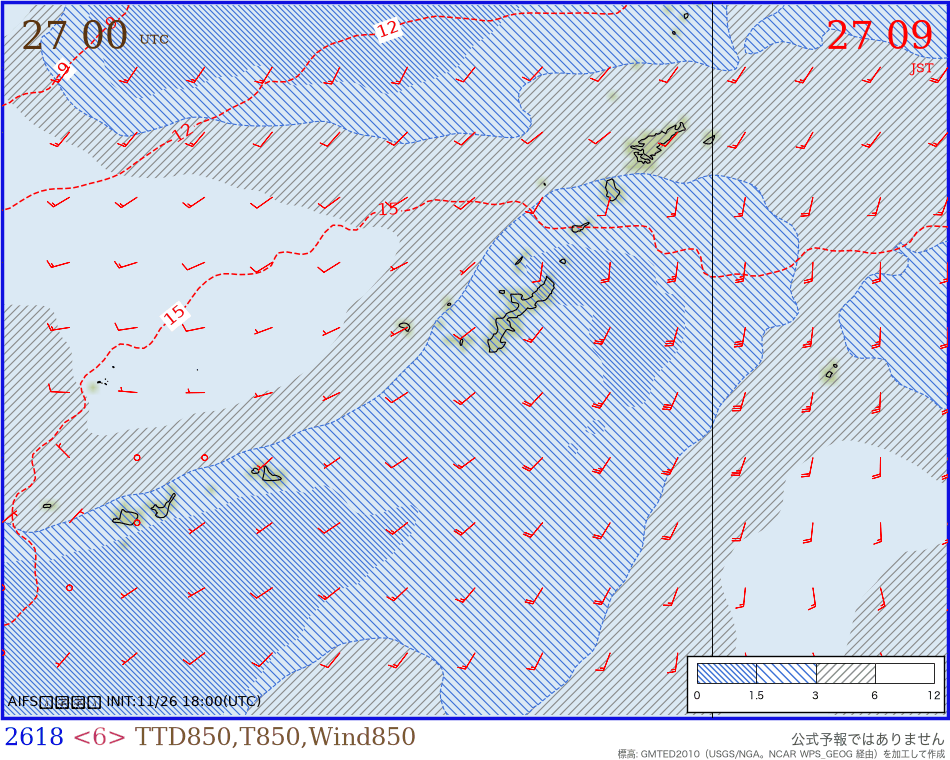 27 00 UTC
27 09
JST
9
9
12
12
15
15
AIFS□□□□ INIT:11/26 18:00(UTC)
0 1.5 3 6 12
2618 <6> TTD850,T850,Wind850
公式予報ではありません
標高: GMTED2010（USGS/NGA。NCAR WPS_GEOG 経由）を加工して作成